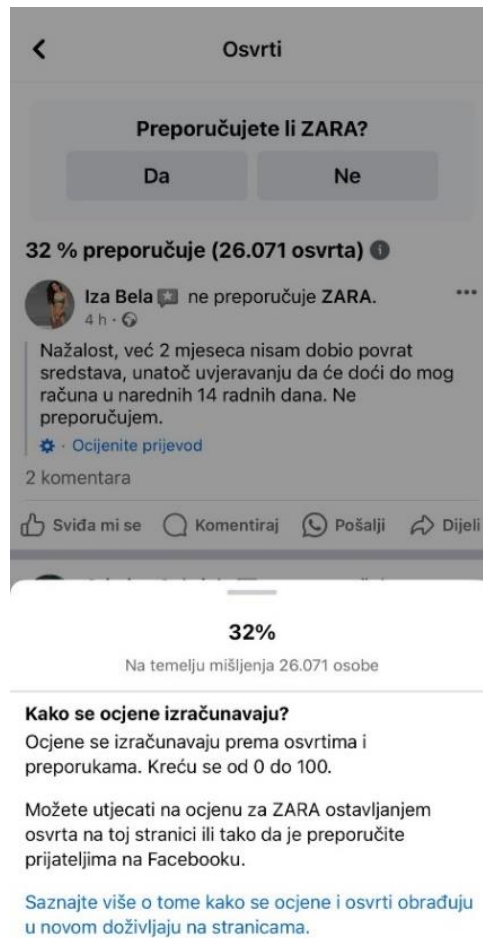 Osvrti
Preporučujete li ZARA?
Da
Ne
32 % preporučuje (26.071 osvrta)
Iza Bela ne preporučuje ZARA.
4 h ·
Nažalost, već 2 mjeseca nisam dobio povrat
sredstava, unatoč uvjeravanju da će doći do mog
računa u narednih 14 radnih dana. Ne
preporučujem.
· Ocijenite prijevod
2 komentara
Sviđa mi se
Komentiraj
Pošalji
Dijeli
32%
Na temelju mišljenja 26.071 osobe
Kako se ocjene izračunavaju?
Ocjene se izračunavaju prema osvrtima i
preporukama. Kreću se od 0 do 100.
Možete utjecati na ocjenu za ZARA ostavljanjem
osvrta na toj stranici ili tako da je preporučite
prijateljima na Facebooku.
Saznajte više o tome kako se ocjene i osvrti obrađuju
u novom doživljaju na stranicama.